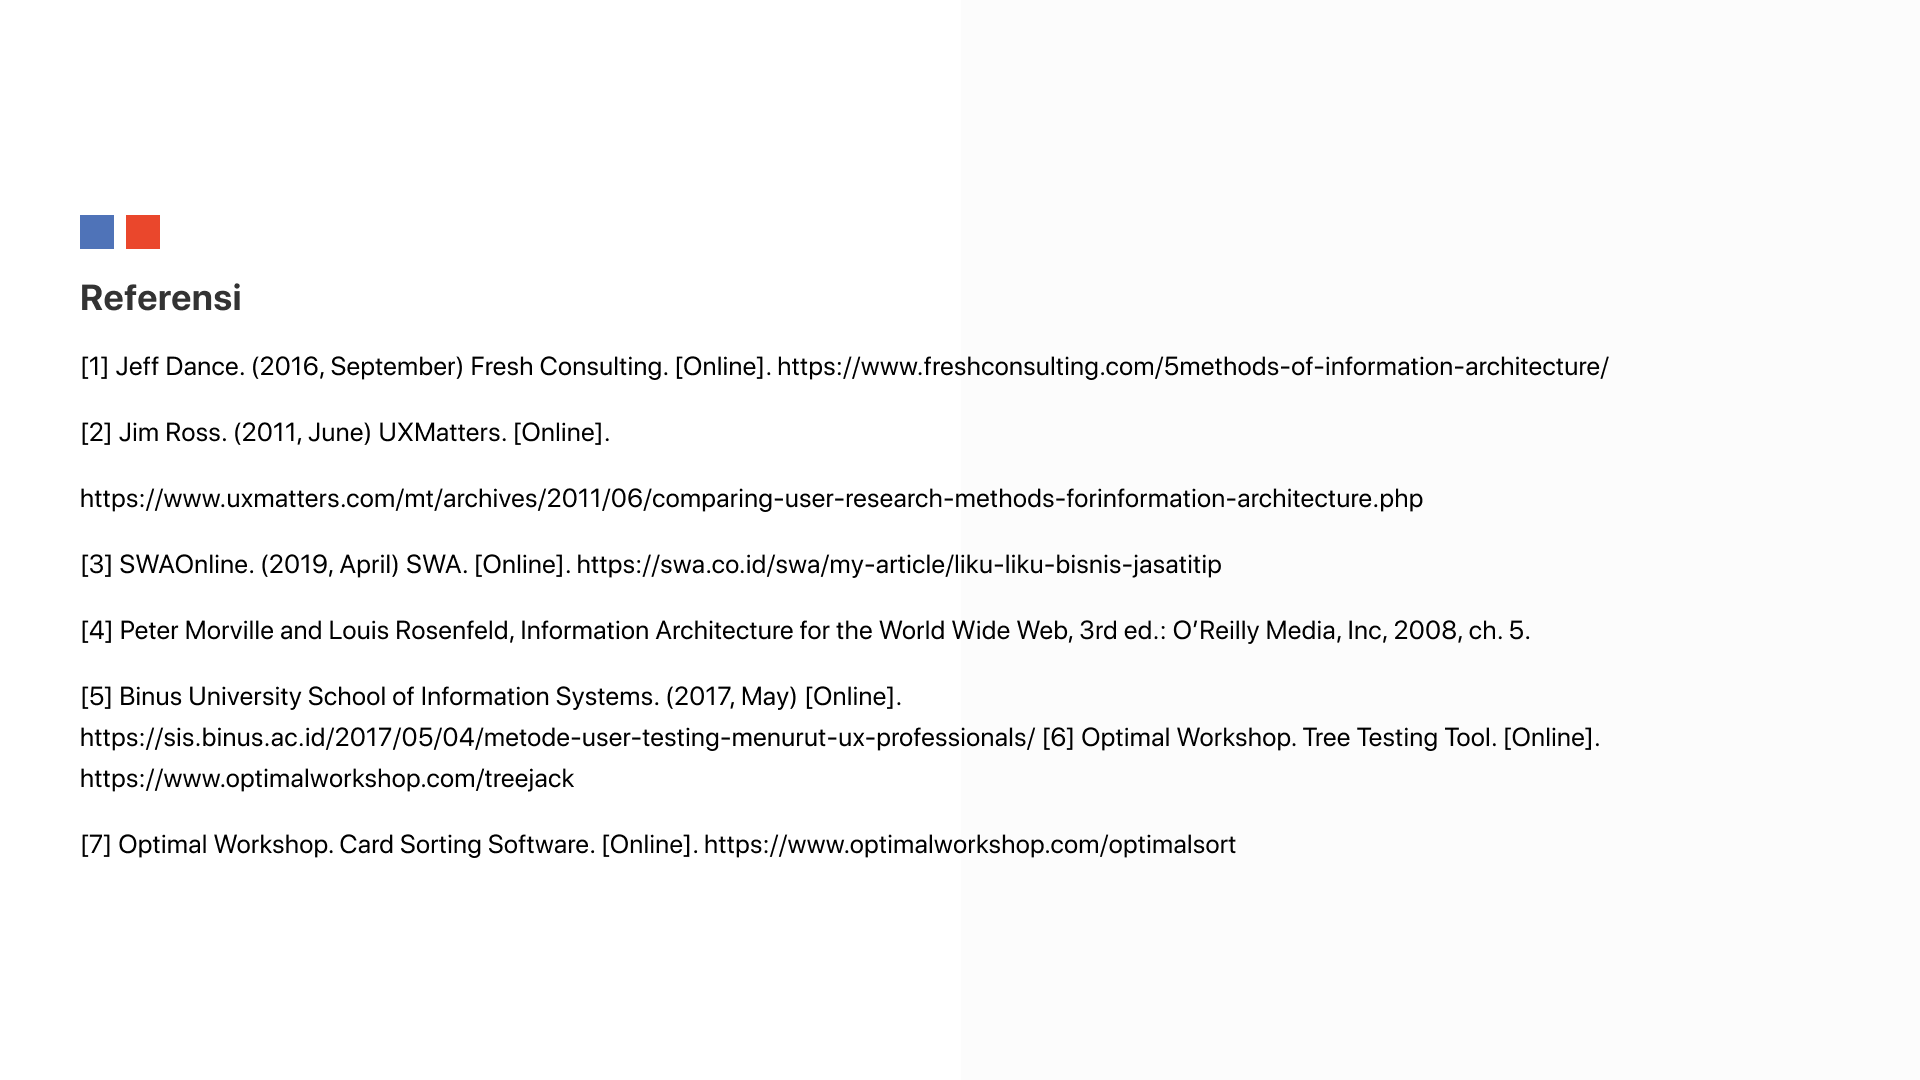 Referensi
[1] Jeff Dance. (2016, September) Fresh Consulting. [Online]. https://www.freshconsulting.com/5methods-of-information-architecture/
[2] Jim Ross. (2011, June) UXMatters. [Online].
https://www.uxmatters.com/mt/archives/2011/06/comparing-user-research-methods-forinformation-architecture.php
[3] SWAOnline. (2019, April) SWA. [Online]. https://swa.co.id/swa/my-article/liku-liku-bisnis-jasatitip
[4] Peter Morville and Louis Rosenfeld, Information Architecture for the World Wide Web, 3rd ed.: O’Reilly Media, Inc, 2008, ch. 5.
[5] Binus University School of Information Systems. (2017, May) [Online].
https://sis.binus.ac.id/2017/05/04/metode-user-testing-menurut-ux-professionals/ [6] Optimal Workshop. Tree Testing Tool. [Online].
https://www.optimalworkshop.com/treejack
[7] Optimal Workshop. Card Sorting Software. [Online]. https://www.optimalworkshop.com/optimalsort